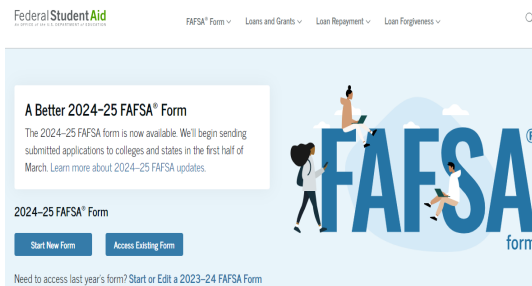 Federal Student Aid
AN OFFICE of the U.S. DEPARTMENT of EDUCATION
FAFSA® Form
Loans and Grants
Loan Repayment
Loan Forgiveness
A Better 2024–25 FAFSA® Form
The 2024–25 FAFSA form is now available. We'll begin sending
submitted applications to colleges and states in the first half of
March. Learn more about 2024–25 FAFSA updates.
2024–25 FAFSA® Form
Start New Form
Access Existing Form
Need to access last year's form? Start or Edit a 2023–24 FAFSA Form
FAFSA®
form